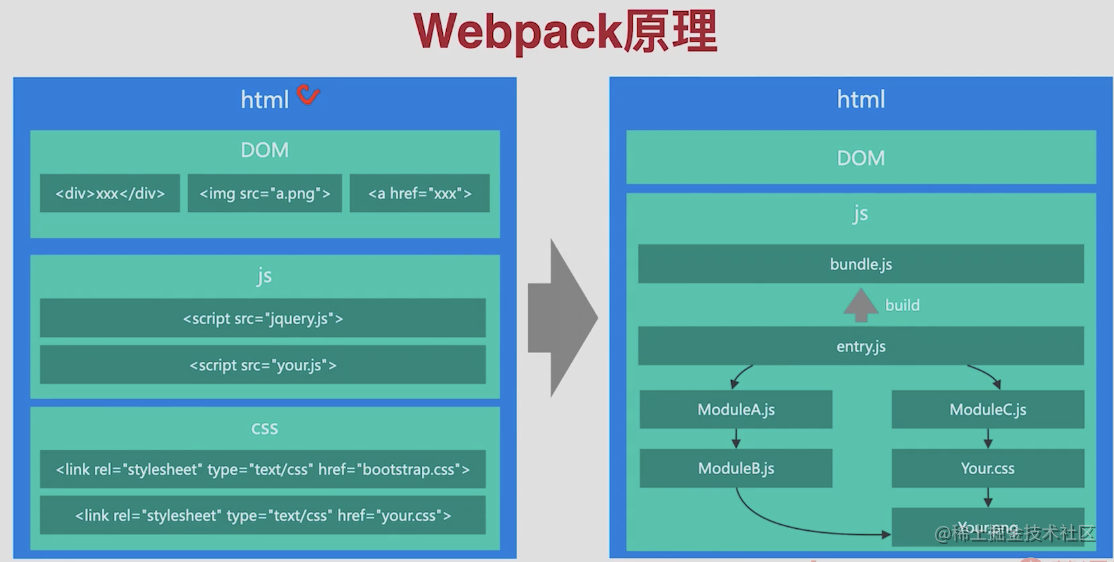 Webpack原理
html
DOM
<div>xxx</div>
<img src="a.png">
<a href="xxx">
js
<script src="jquery.js">
<script src="your.js">
css
<link rel="stylesheet" type="text/css" href="bootstrap.css">
<link rel="stylesheet" type="text/css" href="your.css">
html
DOM
js
bundle.js
build
entry.js
ModuleA.js
ModuleC.js
ModuleB.js
Your.css
Your.png
@稀土掘金技术社区